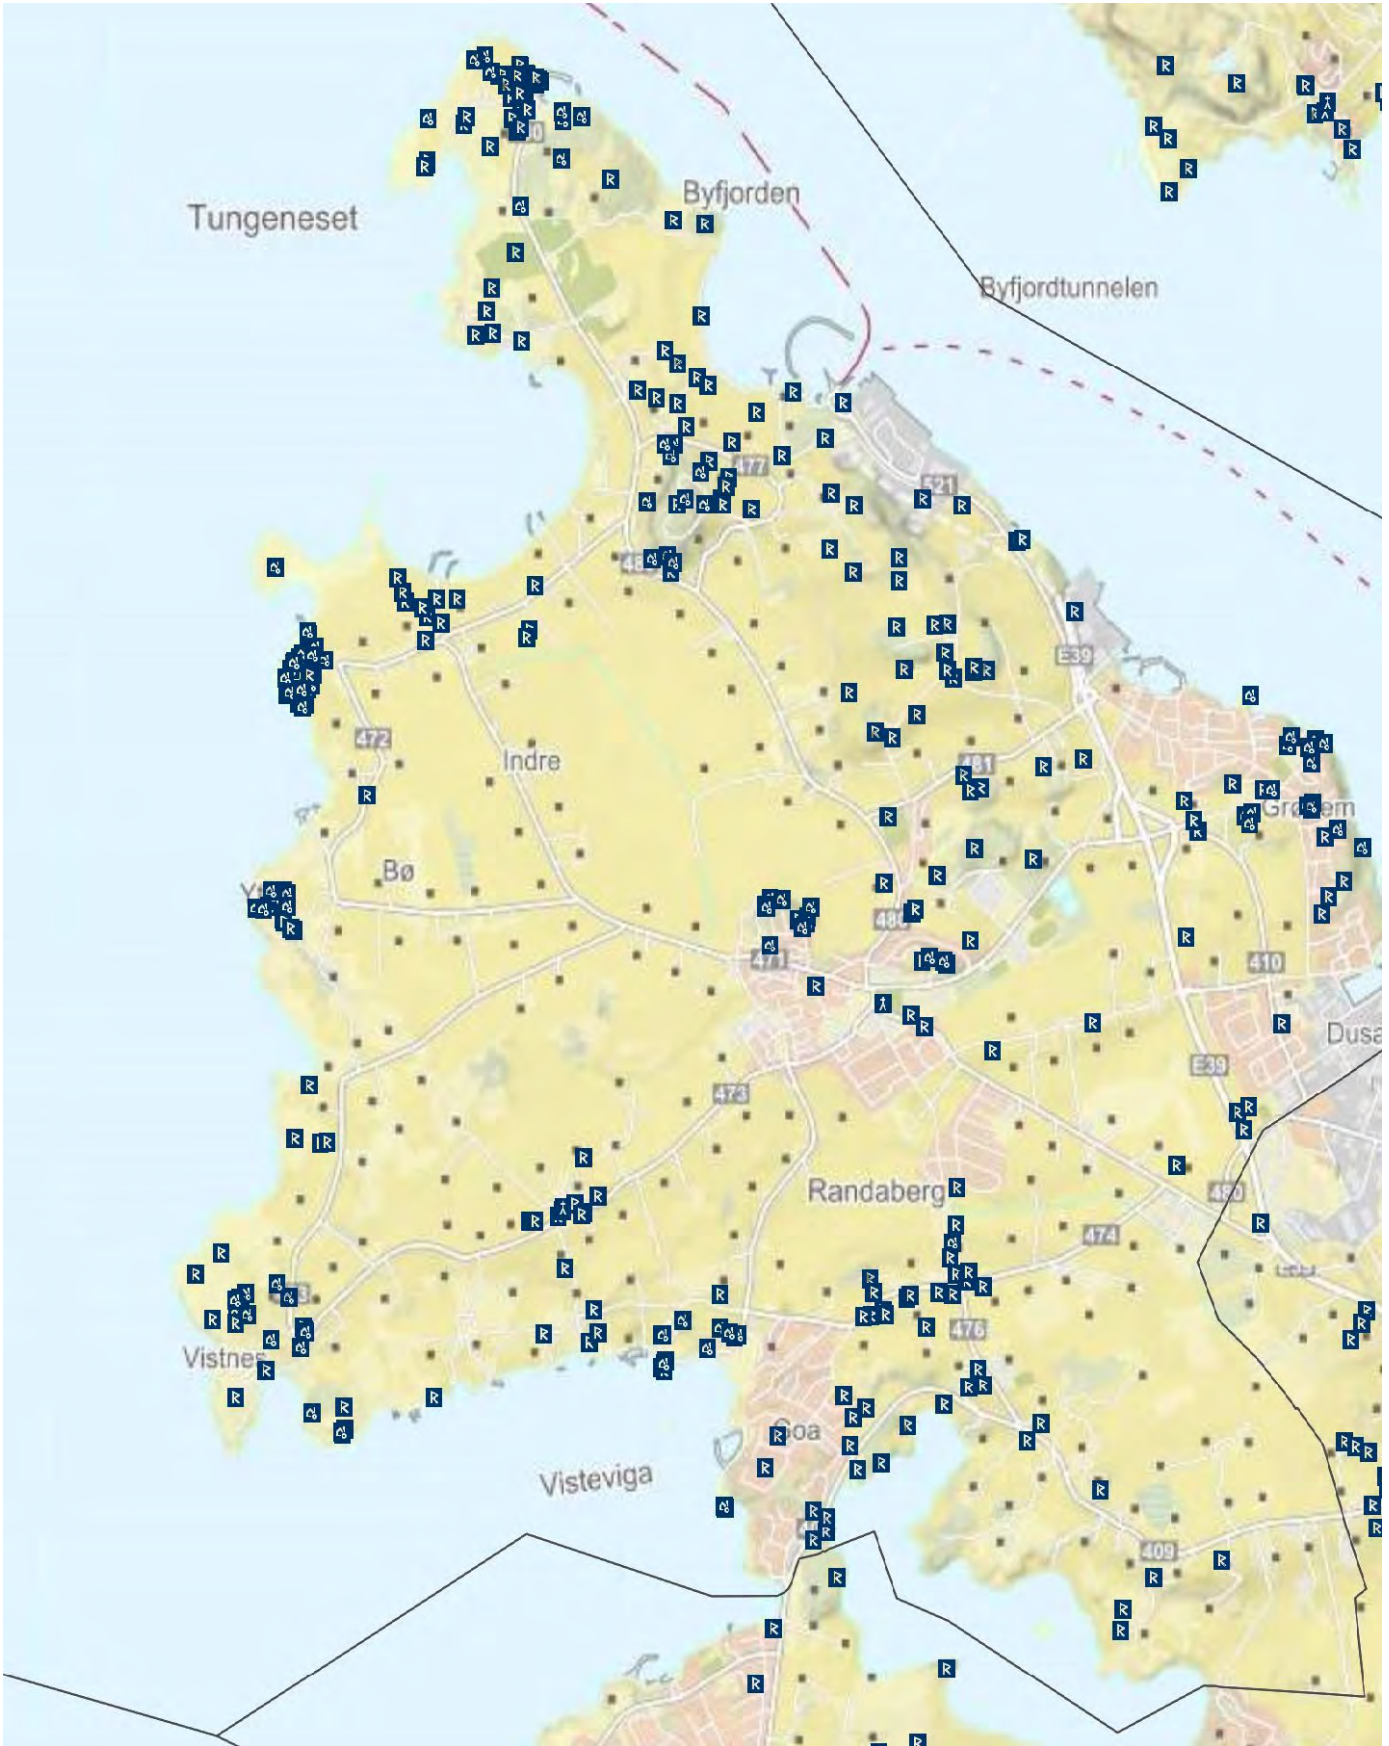 Byfjorden
Tungeneset
Byfjordtunnelen
477
521
E39
472
481
Indre
Bø
471
410
Dusa
E39
473
Randaberg
474
476
Vistnes
Goa
Visteviga
409